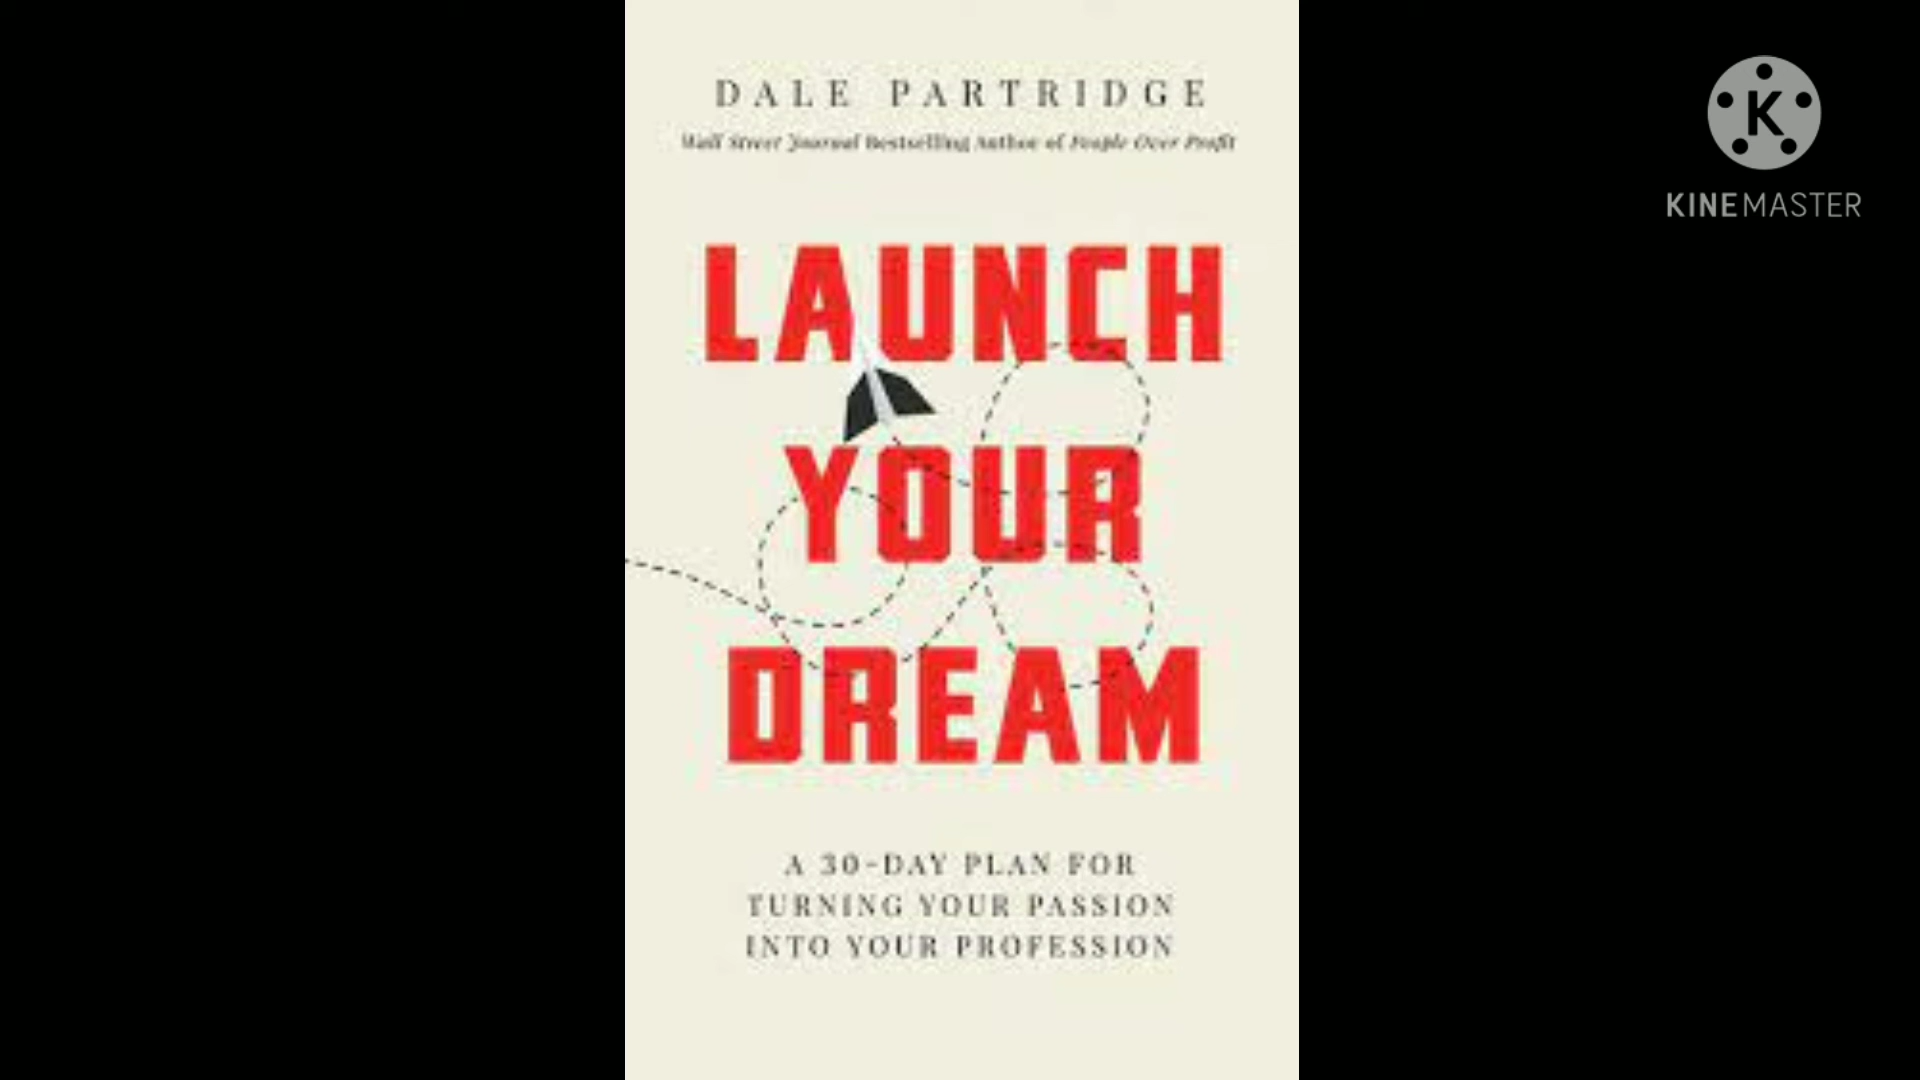 DALE PARTRIDGE
Wall Street Journal Bestselling Author of People Over Profit
LAUNCH
YOUR
DREAM
A 30-DAY PLAN FOR
TURNING YOUR PASSION
INTO YOUR PROFESSION
K
KINEMASTER